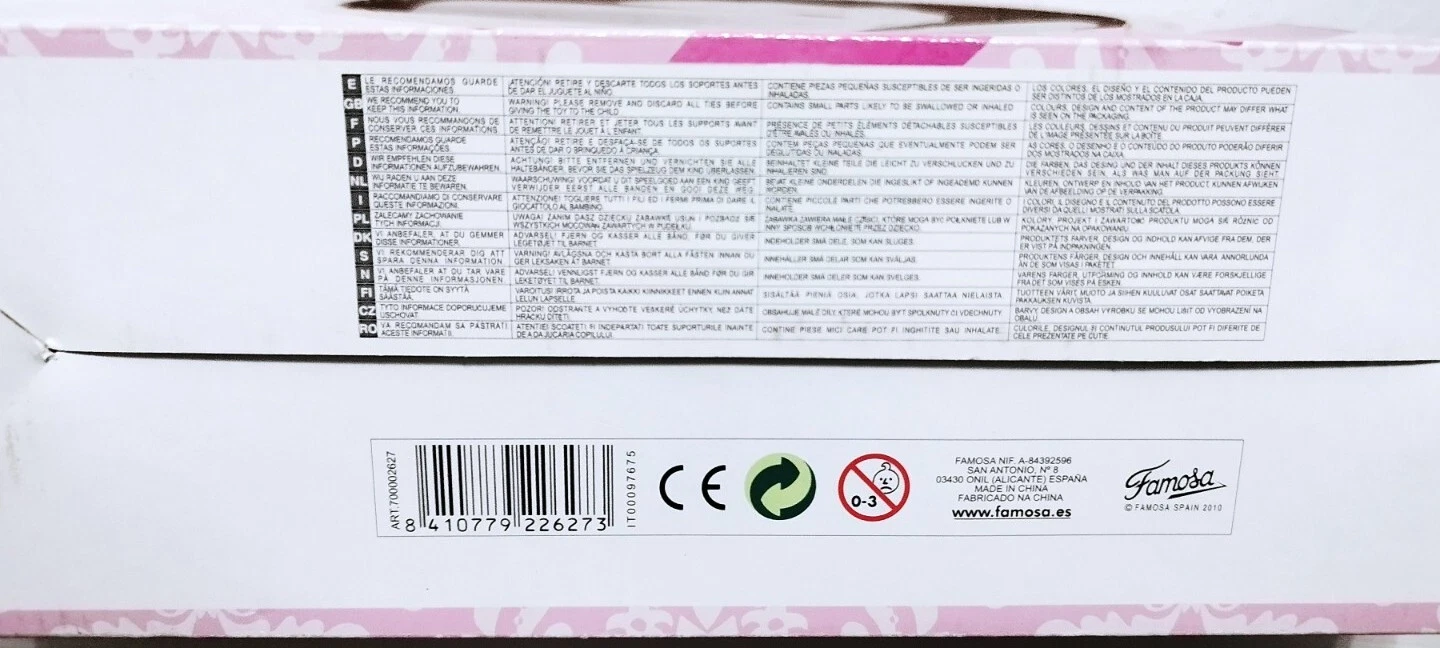 E LE RECOMENDAMOS GUARDE
ESTAS INFORMACIONES.
¡ATENCIÓN! RETIRE Y DESCARTE TODOS LOS SOPORTES ANTES
DE DAR EL JUGUETE AL NIÑO.
CONTIENE PIEZAS PEQUEÑAS SUSCEPTIBLES DE SER INGERIDAS O
INHALADAS.
LOS COLORES, EL DISEÑO Y EL CONTENIDO DEL PRODUCTO PUEDEN
SER DISTINTOS DE LOS MOSTRADOS EN LA CAJA.
GB WE RECOMMEND YOU TO
KEEP THIS INFORMATION.
WARNING! PLEASE REMOVE AND DISCARD ALL TIES BEFORE
GIVING THE TOY TO THE CHILD.
CONTAINS SMALL PARTS LIKELY TO BE SWALLOWED OR INHALED
COLOURS, DESIGN AND CONTENT OF THE PRODUCT MAY DIFFER WHAT
IS SEEN ON THE PACKAGING.
F NOUS VOUS RECOMMANDONS DE
CONSERVER CES INFORMATIONS.
ATTENTION! RETIRER ET JETER TOUS LES SUPPORTS AVANT
DE REMETTRE LE JOUET À L'ENFANT.
PRÉSENCE DE PETITS ÉLÉMENTS DÉTACHABLES SUSCEPTIBLES
D'ÊTRE AVALÉS OU INHALÉS.
LES COULEURS, DESSINS ET CONTENU DU PRODUIT PEUVENT DIFFÉRER
DE L'IMAGE PRÉSENTÉE SUR LA BOÎTE.
P RECOMENDAMOS GUARDE
ESTAS INFORMAÇÕES.
ATENÇÃO! RETIRE E DESFAÇA-SE DE TODOS OS SUPORTES
ANTES DE DAR O BRINQUEDO À CRIANÇA.
CONTEM PEÇAS PEQUENAS QUE EVENTUALMENTE PODEM SER
DEGLUTIDAS OU INALADAS.
AS CORES, O DESENHO E O CONTEÚDO DO PRODUTO PODERÃO DIFERIR
DOS MOSTRADOS NA CAIXA.
D WIR EMPFEHLEN DIESE
INFORMATIONEN AUFZUBEWAHREN.
ACHTUNG! BITTE ENTFERNEN UND VERNICHTEN SIE ALLE
HALTEBÄNDER, BEVOR SIE DAS SPIELZEUG DEM KIND ÜBERLASSEN.
BEINHALTET KLEINE TEILE DIE LEICHT ZU VERSCHLUCKEN UND ZU
INHALIEREN SIND.
DIE FARBEN, DAS DESING UND DER INHALT DIESES PRODUKTS KÖNNEN
VERSCHIEDEN SEIN, ALS WAS MAN AUF DER PACKUNG SIEHT.
NL WIJ RADEN U AAN DEZE
INFORMATIE TE BEWAREN.
WAARSCHUWING! VOORDAT U DIT SPEELGOED AAN EEN KIND GEEFT
VERWIJDER EERST ALLE BANDEN EN GOOI DEZE WEG.
BEVAT KLEINE ONDERDELEN DIE INGESLIKT OF INGEADEMD KUNNEN
WORDEN.
KLEUREN, ONTWERP EN INHOUD VAN HET PRODUCT KUNNEN AFWIJKEN
VAN DE AFBEELDING OP DE VERPAKKING.
I RACCOMANDIAMO DI CONSERVARE
QUESTE INFORMAZIONI.
ATTENZIONE! TOGLIERE TUTTI I FILI ED I FERMI PRIMA DI DARE IL
GIOCATTOLO AL BAMBINO.
CONTIENE PICCOLE PARTI CHE POTREBBERO ESSERE INGERITE O
INALATE.
I COLORI, IL DISEGNO E IL CONTENUTO DEL PRODOTTO POSSONO ESSERE
DIVERSI DA QUELLI MOSTRATI SULLA SCATOLA.
PL ZALECAMY ZACHOWANIE
TYCH INFORMACJI.
UWAGA! ZANIM DASZ DZIECKU ZABAWKĘ USUŃ I POZBĄDŹ SIĘ
WSZYSTKICH MOCOWAŃ ZAWARTYCH W PUDEŁKU.
ZABAWKA ZAWIERA MAŁE CZĘŚCI, KTÓRE MOGĄ BYĆ POŁKNIĘTE LUB W
INNY SPOSÓB WCHŁONIĘTE PRZEZ DZIECKO.
KOLORY, PROJEKT I ZAWARTOŚĆ PRODUKTU MOGĄ SIĘ RÓŻNIĆ OD
POKAZANYCH NA OPAKOWANIU.
DK VI ANBEFALER, AT DU GEMMER
DISSE INFORMATIONER.
ADVARSEL! FJERN OG KASSER ALLE BÅND, FØR DU GIVER
LEGETØJET TIL BARNET.
INDEHOLDER SMÅ DELE, SOM KAN SLUGES.
PRODUKTETS FARVER, DESIGN OG INDHOLD KAN AFVIGE FRA DEM, DER
ER VIST PÅ INDPAKNINGEN.
S VI REKOMMENDERAR DIG ATT
SPARA DENNA INFORMATION.
VARNING! AVLÄGSNA OCH KASTA BORT ALLA FÄSTEN INNAN DU
GER LEKSAKEN ÅT BARNET.
INNEHÅLLER SMÅ DELAR SOM KAN SVÄLJAS.
PRODUKTENS FÄRGER, DESIGN OCH INNEHÅLL KAN VARA ANNORLUNDA
ÄN DE SOM VISAS I PAKETET.
N VI ANBEFALER AT DU TAR VARE
PÅ DENNE INFORMASJONEN.
ADVARSEL! VENNLIGST FJERN OG KASSER ALLE BÅND FØR DU GIR
LEKETØYET TIL BARNET.
INNEHOLDER SMÅ DELER SOM KAN SVELGES.
VARENS FARGER, UTFORMING OG INNHOLD KAN VÆRE FORSKJELLIGE
FRA DET SOM VISES PÅ ESKEN.
FI TÄMÄ TIEDOTE ON SYYTÄ
SÄÄSTÄÄ.
VAROITUS! IRROTA JA POISTA KAIKKI KIINNIKKEET ENNEN KUIN ANNAT
LELUN LAPSELLE.
SISÄLTÄÄ PIENIÄ OSIA, JOTKA LAPSI SAATTAA NIELAISTA.
TUOTTEEN VÄRIT, MUOTO JA SIIHEN KUULUVAT OSAT SAATTAVAT POIKETA
PAKKAUKSEN KUVISTA.
CZ TYTO INFORMACE DOPORUČUJEME
USCHOVAT.
POZOR! ODSTRAŇTE A VYHOĎTE VEŠKERÉ ÚCHYTKY, NEŽ DÁTE
HRAČKU DÍTĚTI.
OBSAHUJE MALÉ DÍLY, KTERÉ MOHOU BÝT SPOLKNUTY ČI VDECHNUTY.
BARVY, DESIGN A OBSAH VÝROBKU SE MOHOU LIŠIT OD VYOBRAZENÍ NA
OBALU.
RO VĂ RECOMANDAM SA PĂSTRATI
ACESTE INFORMATII.
ATENTIE! SCOATETI SI INDEPARTATI TOATE SUPORTURILE INAINTE
DE A DA JUCARIA COPILULUI.
CONTINE PIESE MICI CARE POT FI INGHITITE SAU INHALATE.
CULORILE, DESIGNUL SI CONTINUTUL PRODUSULUI POT FI DIFERITE DE
CELE PREZENTATE PE CUTIE.
ART.700002627
8 410779 226273
IT00097675
CE
0-3
FAMOSA NIF. A-84392596
SAN ANTONIO, Nº 8
03430 ONIL (ALICANTE) ESPAÑA
MADE IN CHINA
FABRICADO NA CHINA
www.famosa.es
Famosa
© FAMOSA SPAIN 2010